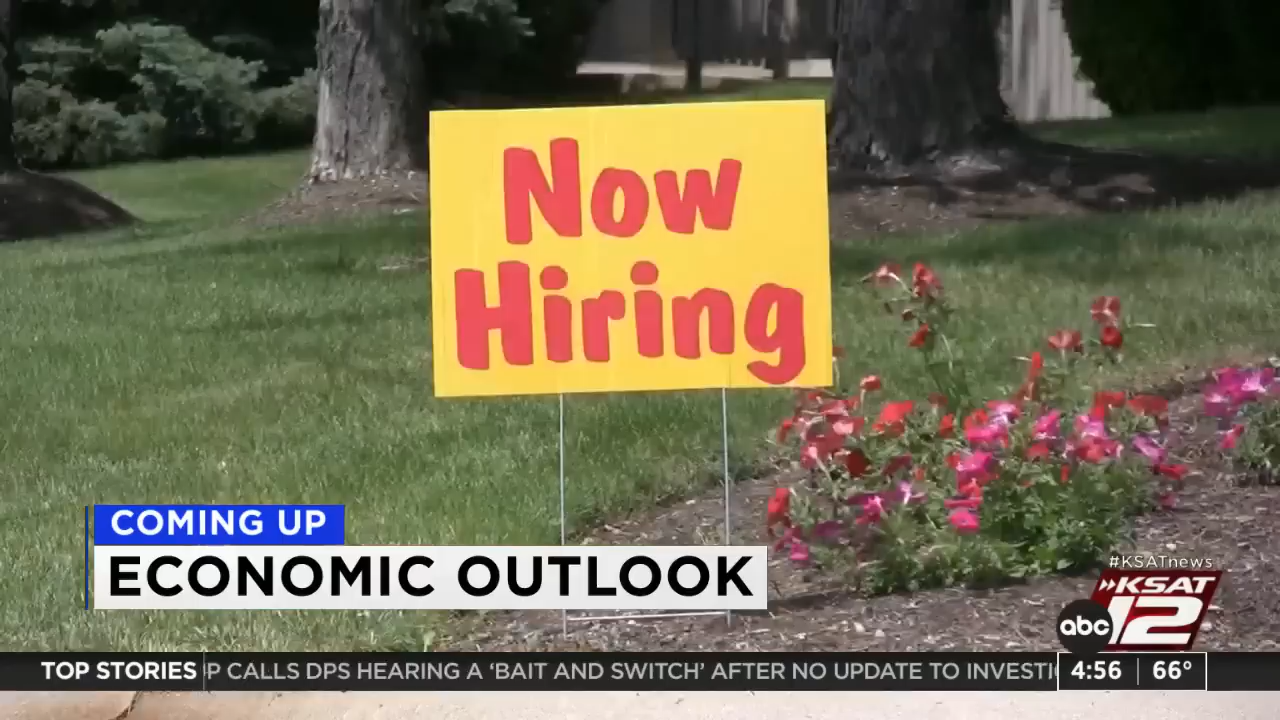 Now
Hiring
COMING UP
ECONOMIC OUTLOOK
#KSATnews
KSAT
abc 12
TOP STORIES P CALLS DPS HEARING A ‘BAIT AND SWITCH’ AFTER NO UPDATE TO INVESTI 4:56 66°